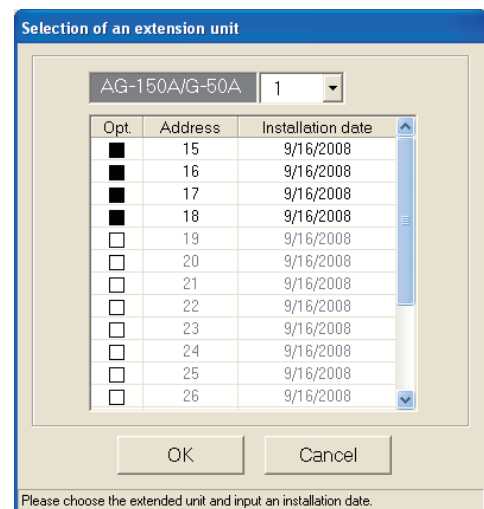 Selection of an extension unit
AG-150A/G-50A 1
Opt. Address Installation date
15 9/16/2008
16 9/16/2008
17 9/16/2008
18 9/16/2008
19 9/16/2008
20 9/16/2008
21 9/16/2008
22 9/16/2008
23 9/16/2008
24 9/16/2008
25 9/16/2008
26 9/16/2008
OK Cancel
Please choose the extended unit and input an installation date.